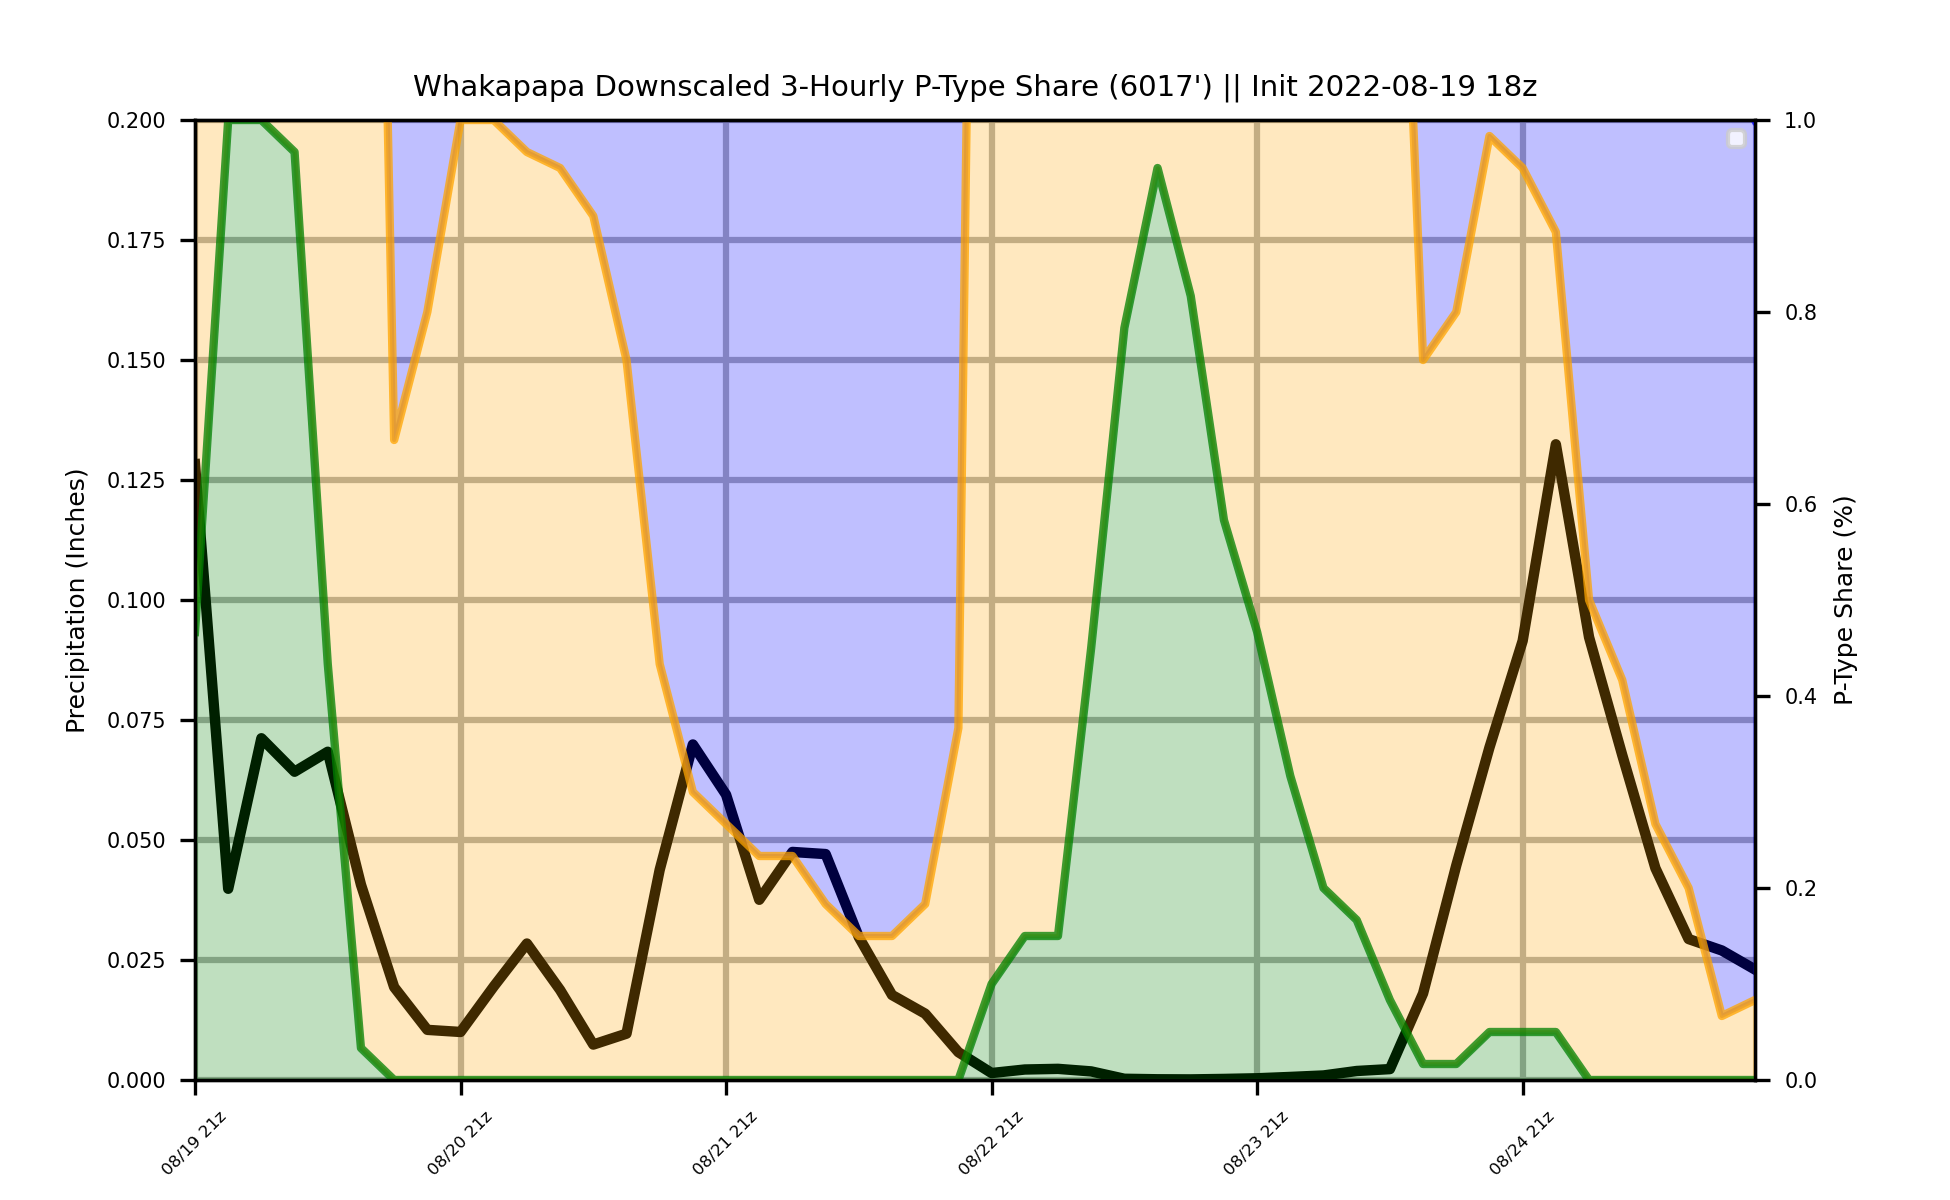 Whakapapa Downscaled 3-Hourly P-Type Share (6017') || Init 2022-08-19 18z
Precipitation (Inches)
0.200
0.175
0.150
0.125
0.100
0.075
0.050
0.025
0.000
1.0
0.8
0.6
0.4
0.2
0.0
P-Type Share (%)
08/19 21z
08/20 21z
08/21 21z
08/22 21z
08/23 21z
08/24 21z